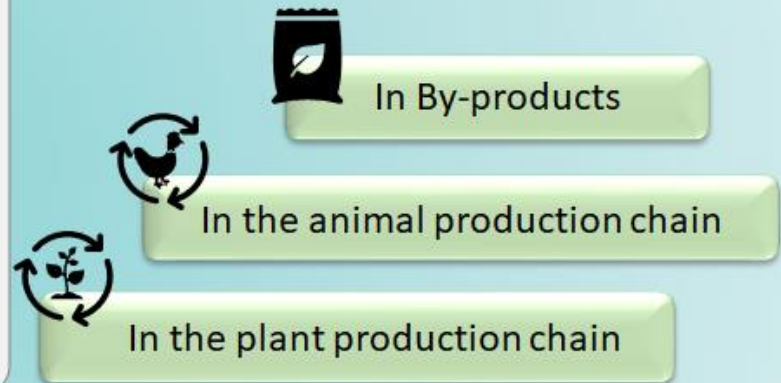 In By-products
In the animal production chain
In the plant production chain